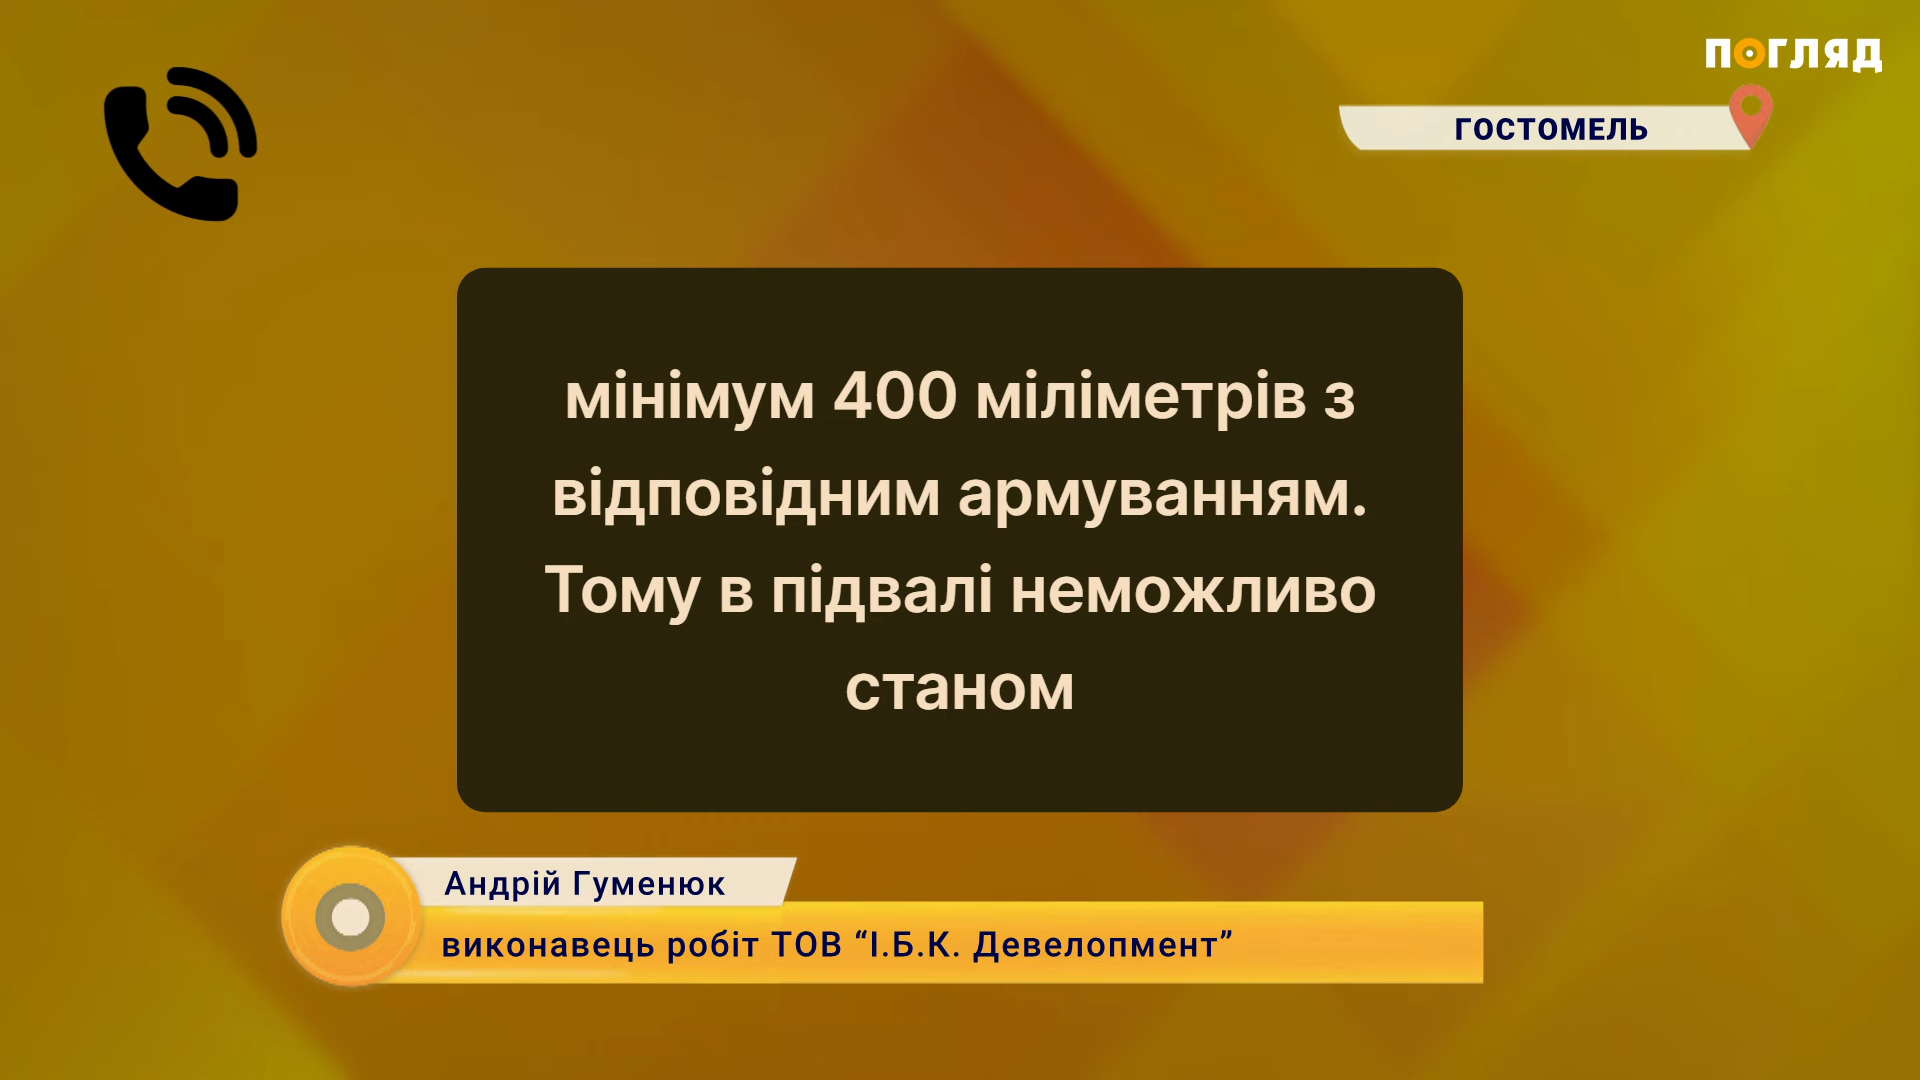 ПОГЛЯД
ГОСТОМЕЛЬ
мінімум 400 міліметрів з
відповідним армуванням.
Тому в підвалі неможливо
станом
Андрій Гуменюк
виконавець робіт ТОВ “І.Б.К. Девелопмент”